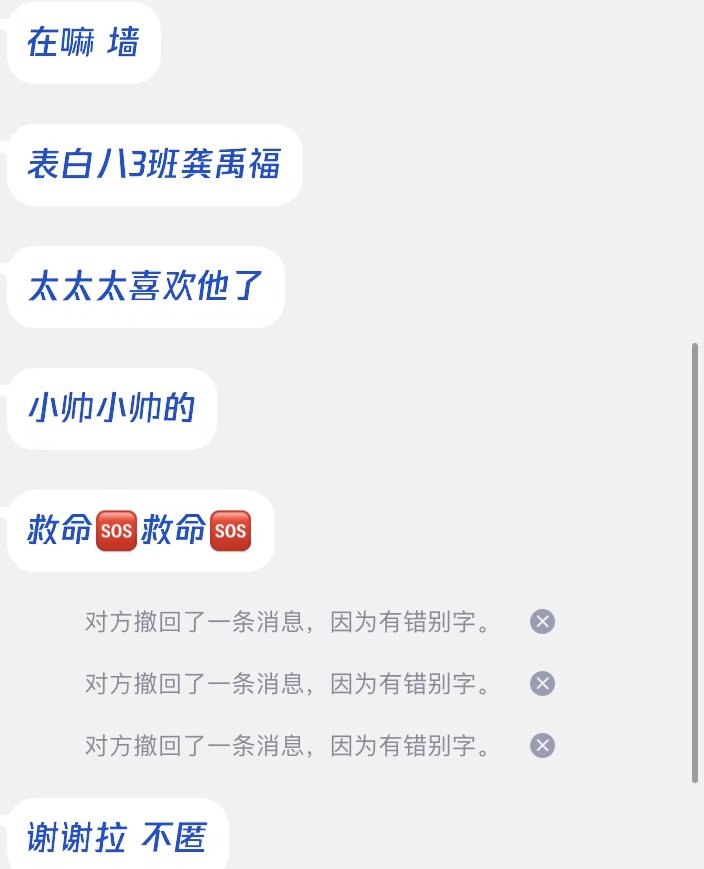 在嘛 墙
表白八3班龚禹福
太太太喜欢他了
小帅小帅的
救命🆘救命🆘
对方撤回了一条消息，因为有错别字。
对方撤回了一条消息，因为有错别字。
对方撤回了一条消息，因为有错别字。
谢谢拉 不匿